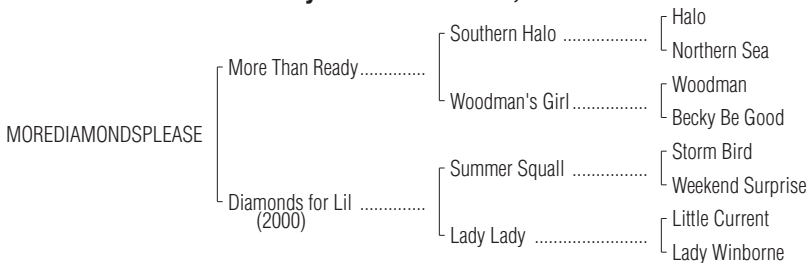 Halo
Southern Halo ..................
Northern Sea
More Than Ready..............
Woodman
Woodman's Girl................
Becky Be Good
MOREDIAMONDSPLEASE
Storm Bird
Summer Squall ................
Weekend Surprise
Diamonds for Lil ..............
(2000)
Little Current
Lady Lady ........................
Lady Winborne